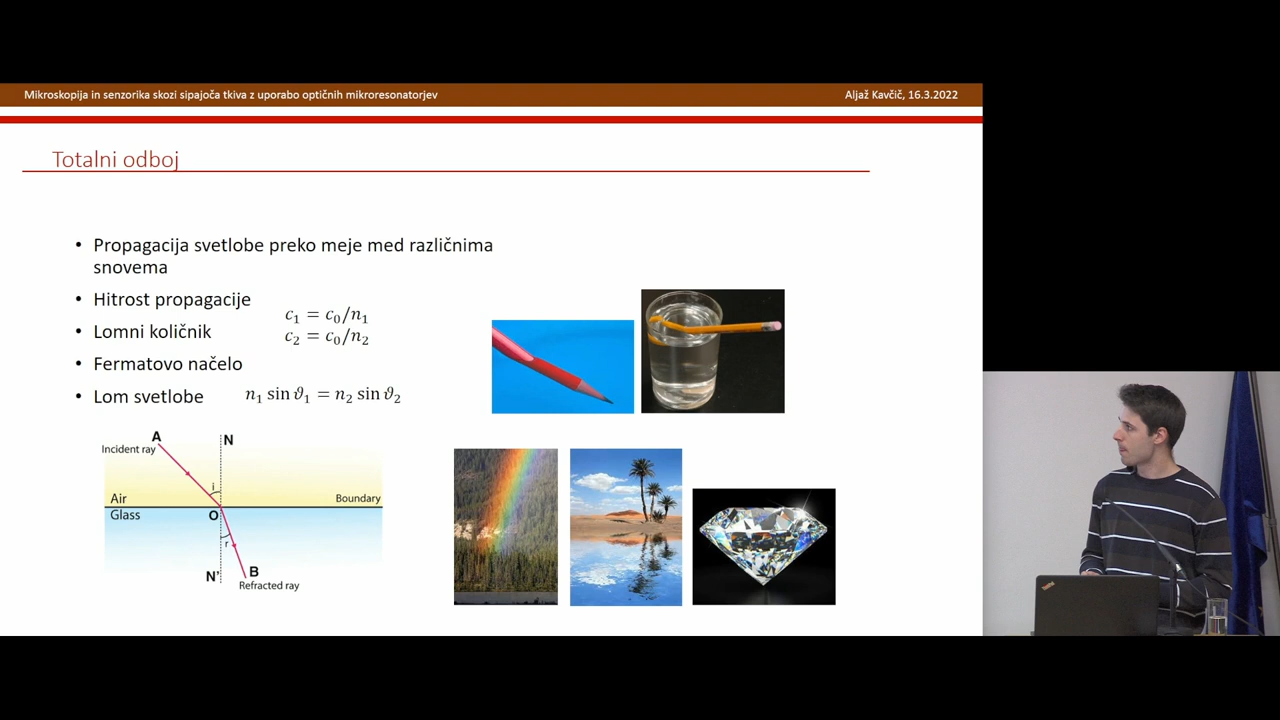 Mikroskopija in senzorika skozi sipajoča tkiva z uporabo optičnih mikroresonatorjev
Aljaž Kavčič, 16.3.2022
Totalni odboj
• Propagacija svetlobe preko meje med različnima
snovema
• Hitrost propagacije
c₁ = c₀/n₁
• Lomni količnik
c₂ = c₀/n₂
• Fermatovo načelo
• Lom svetlobe
n₁ sin ϑ₁ = n₂ sin ϑ₂
A
N
Incident ray
i
Air
Boundary
Glass
O
r
N'
B
Refracted ray